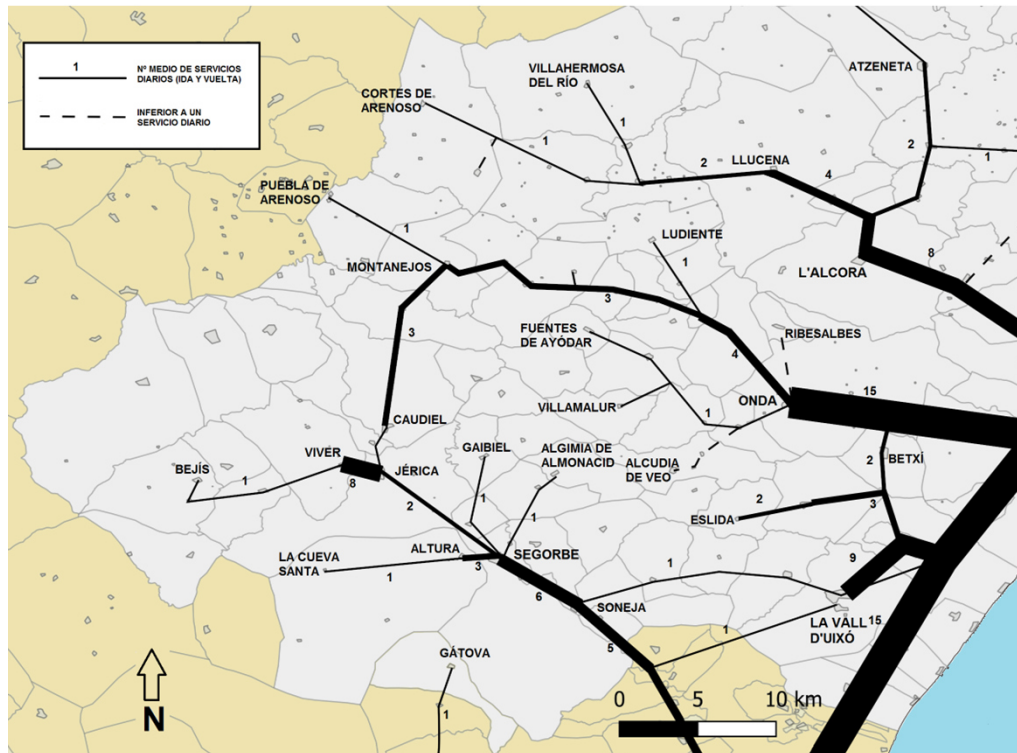 1
Nº MEDIO DE SERVICIOS
DIARIOS (IDA Y VUELTA)
INFERIOR A UN
SERVICIO DIARIO
VILLAHERMOSA
DEL RÍO
ATZENETA
CORTES DE
ARENOSO
1
1
2
2
1
LLUCENA
4
PUEBLA DE
ARENOSO
1
LUDIENTE
MONTANEJOS
1
L'ALCORA
8
3
3
FUENTES
DE AYÓDAR
RIBESALBES
4
ONDA
15
VILLAMALUR
1
CAUDIEL
VIVER
GAIBIEL
ALGIMIA DE
ALMONACID
ALCUDIA
DE VEO
BETXÍ
2
BEJÍS
1
8
JÉRICA
2
1
1
ESLIDA
2
3
ALTURA
SEGORBE
LA CUEVA
SANTA
1
3
6
1
9
SONEJA
LA VALL
D'UIXÓ
15
5
1
GÁTOVA
1
N
0
5
10 km